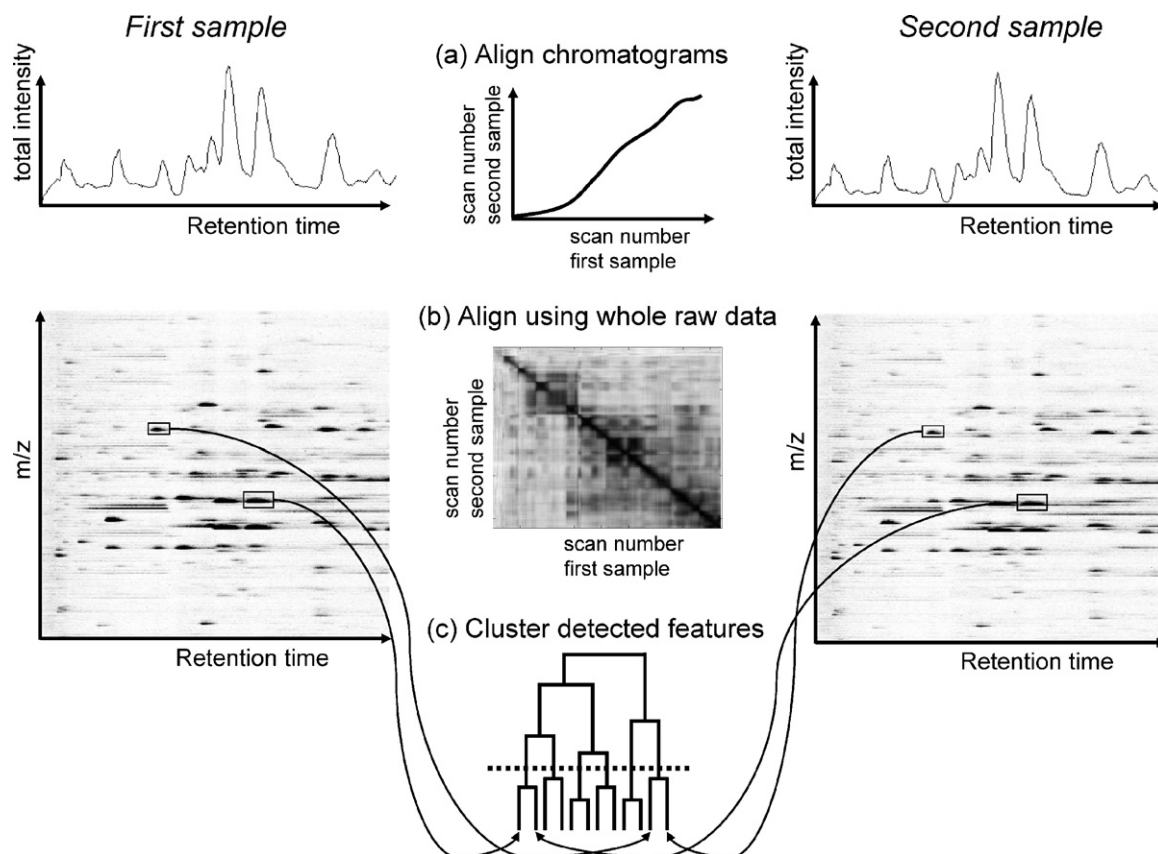 First sample
Second sample
(a) Align chromatograms
total intensity
Retention time
scan number
second sample
scan number
first sample
total intensity
Retention time
(b) Align using whole raw data
m/z
Retention time
scan number
second sample
scan number
first sample
m/z
Retention time
(c) Cluster detected features